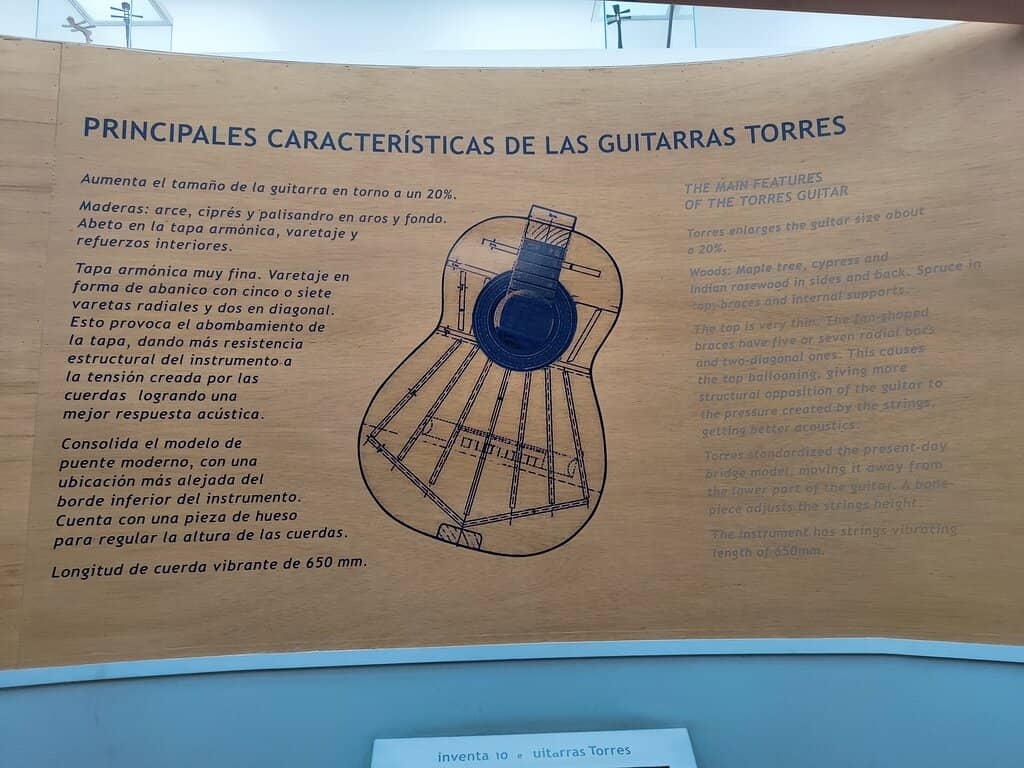 PRINCIPALES CARACTERÍSTICAS DE LAS GUITARRAS TORRES
Aumenta el tamaño de la guitarra en torno a un 20%.
Maderas: arce, ciprés y palisandro en aros y fondo.
Abeto en la tapa armónica, varetaje y
refuerzos interiores.
Tapa armónica muy fina. Varetaje en
forma de abanico con cinco o siete
varetas radiales y dos en diagonal.
Esto provoca el abombamiento de
la tapa, dando más resistencia
estructural del instrumento a
la tensión creada por las
cuerdas logrando una
mejor respuesta acústica.
Consolida el modelo de
puente moderno, con una
ubicación más alejada del
borde inferior del instrumento.
Cuenta con una pieza de hueso
para regular la altura de las cuerdas.
Longitud de cuerda vibrante de 650 mm.
THE MAIN FEATURES
OF THE TORRES GUITAR
Torres enlarges the guitar size about
a 20%.
Woods: Maple tree, cypress and
Indian rosewood in sides and back. Spruce in
top, braces and internal supports.
The top is very thin. The fan-shaped
braces have five or seven radial bars
and two diagonal ones. This causes
the top ballooning, giving more
structural opposition of the guitar to
the pressure created by the strings,
getting better acoustics.
Torres standardized the present-day
bridge model, moving it away from
the lower part of the guitar. A bone
piece adjusts the strings height.
The instrument has strings vibrating
length of 650mm.
inventa io e uitarras Torres